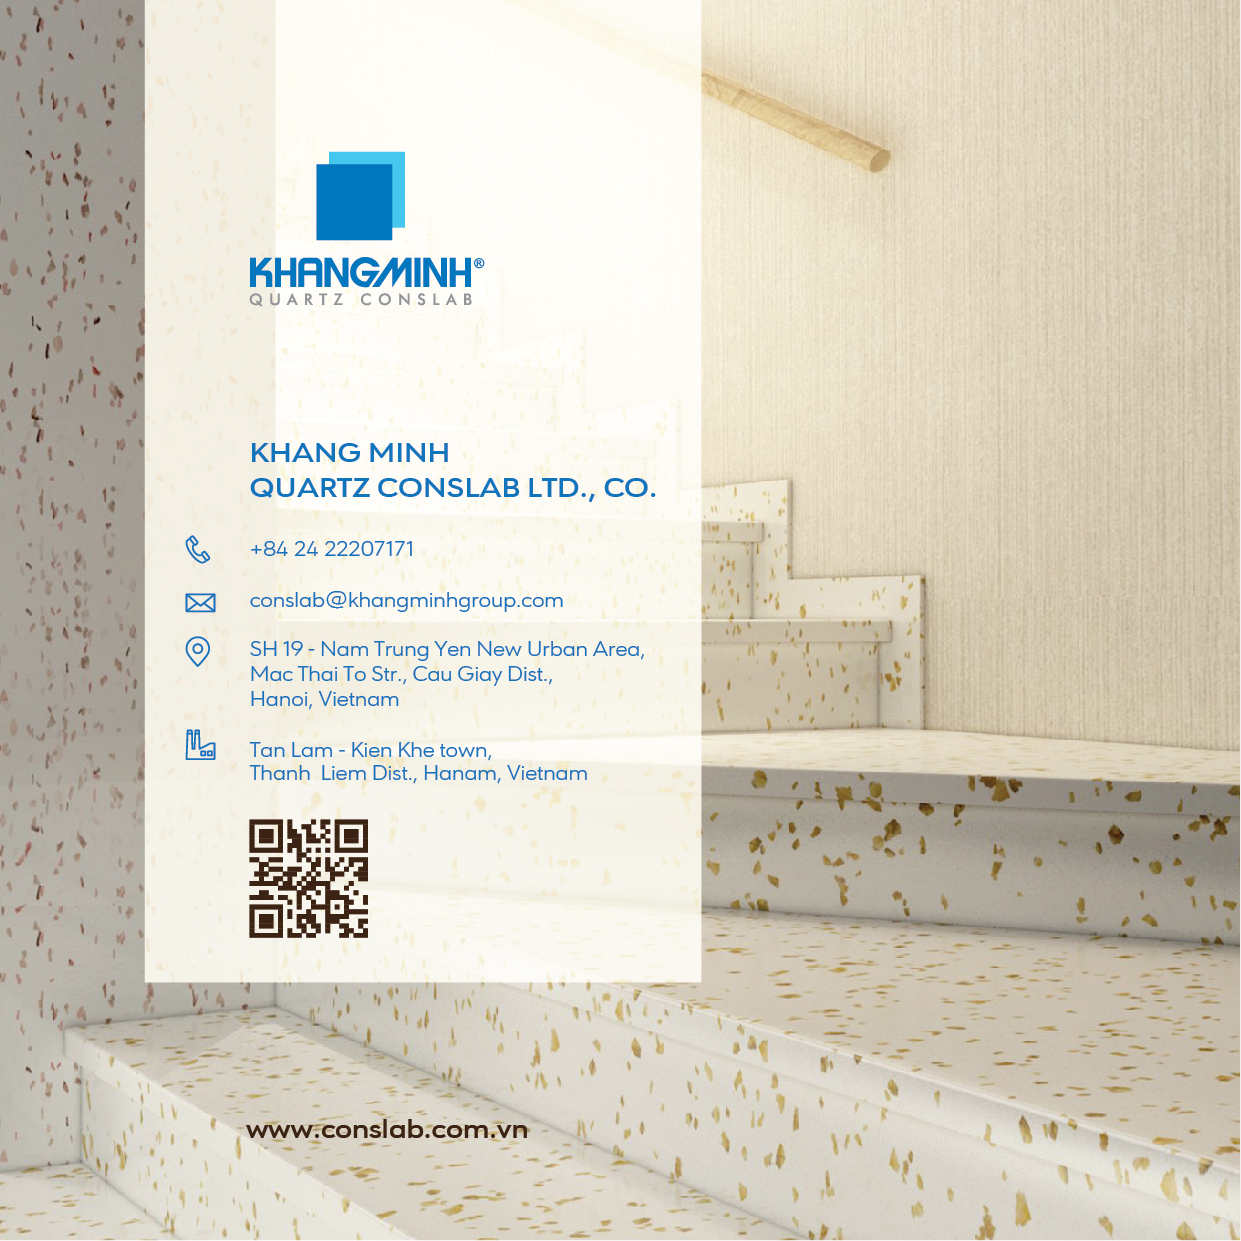 KHANGMINH®
QUARTZ CONSLAB
KHANG MINH
QUARTZ CONSLAB LTD., CO.
+84 24 22207171
conslab@khangminhgroup.com
SH 19 - Nam Trung Yen New Urban Area,
Mac Thai To Str., Cau Giay Dist.,
Hanoi, Vietnam
Tan Lam - Kien Khe town,
Thanh Liem Dist., Hanam, Vietnam
www.conslab.com.vn